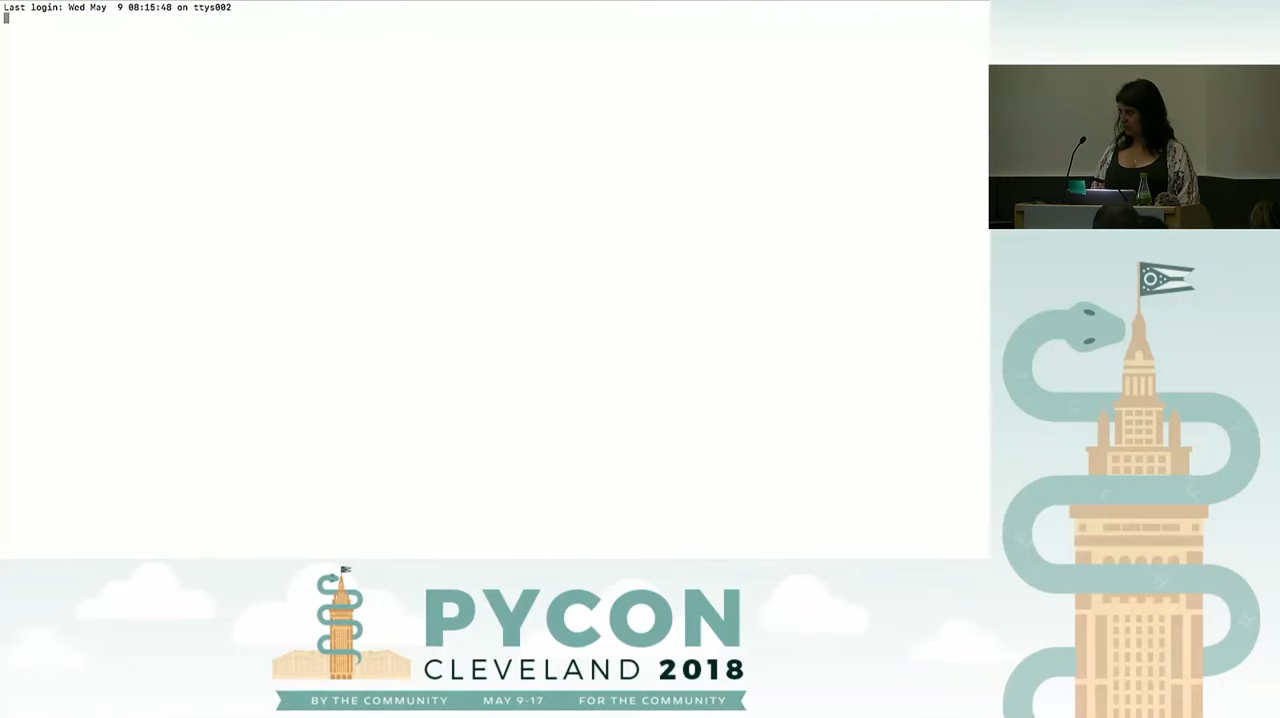 Last login: Wed May  9 08:15:48 on ttys002
PYCON
CLEVELAND 2018
BY THE COMMUNITY MAY 9-17 FOR THE COMMUNITY